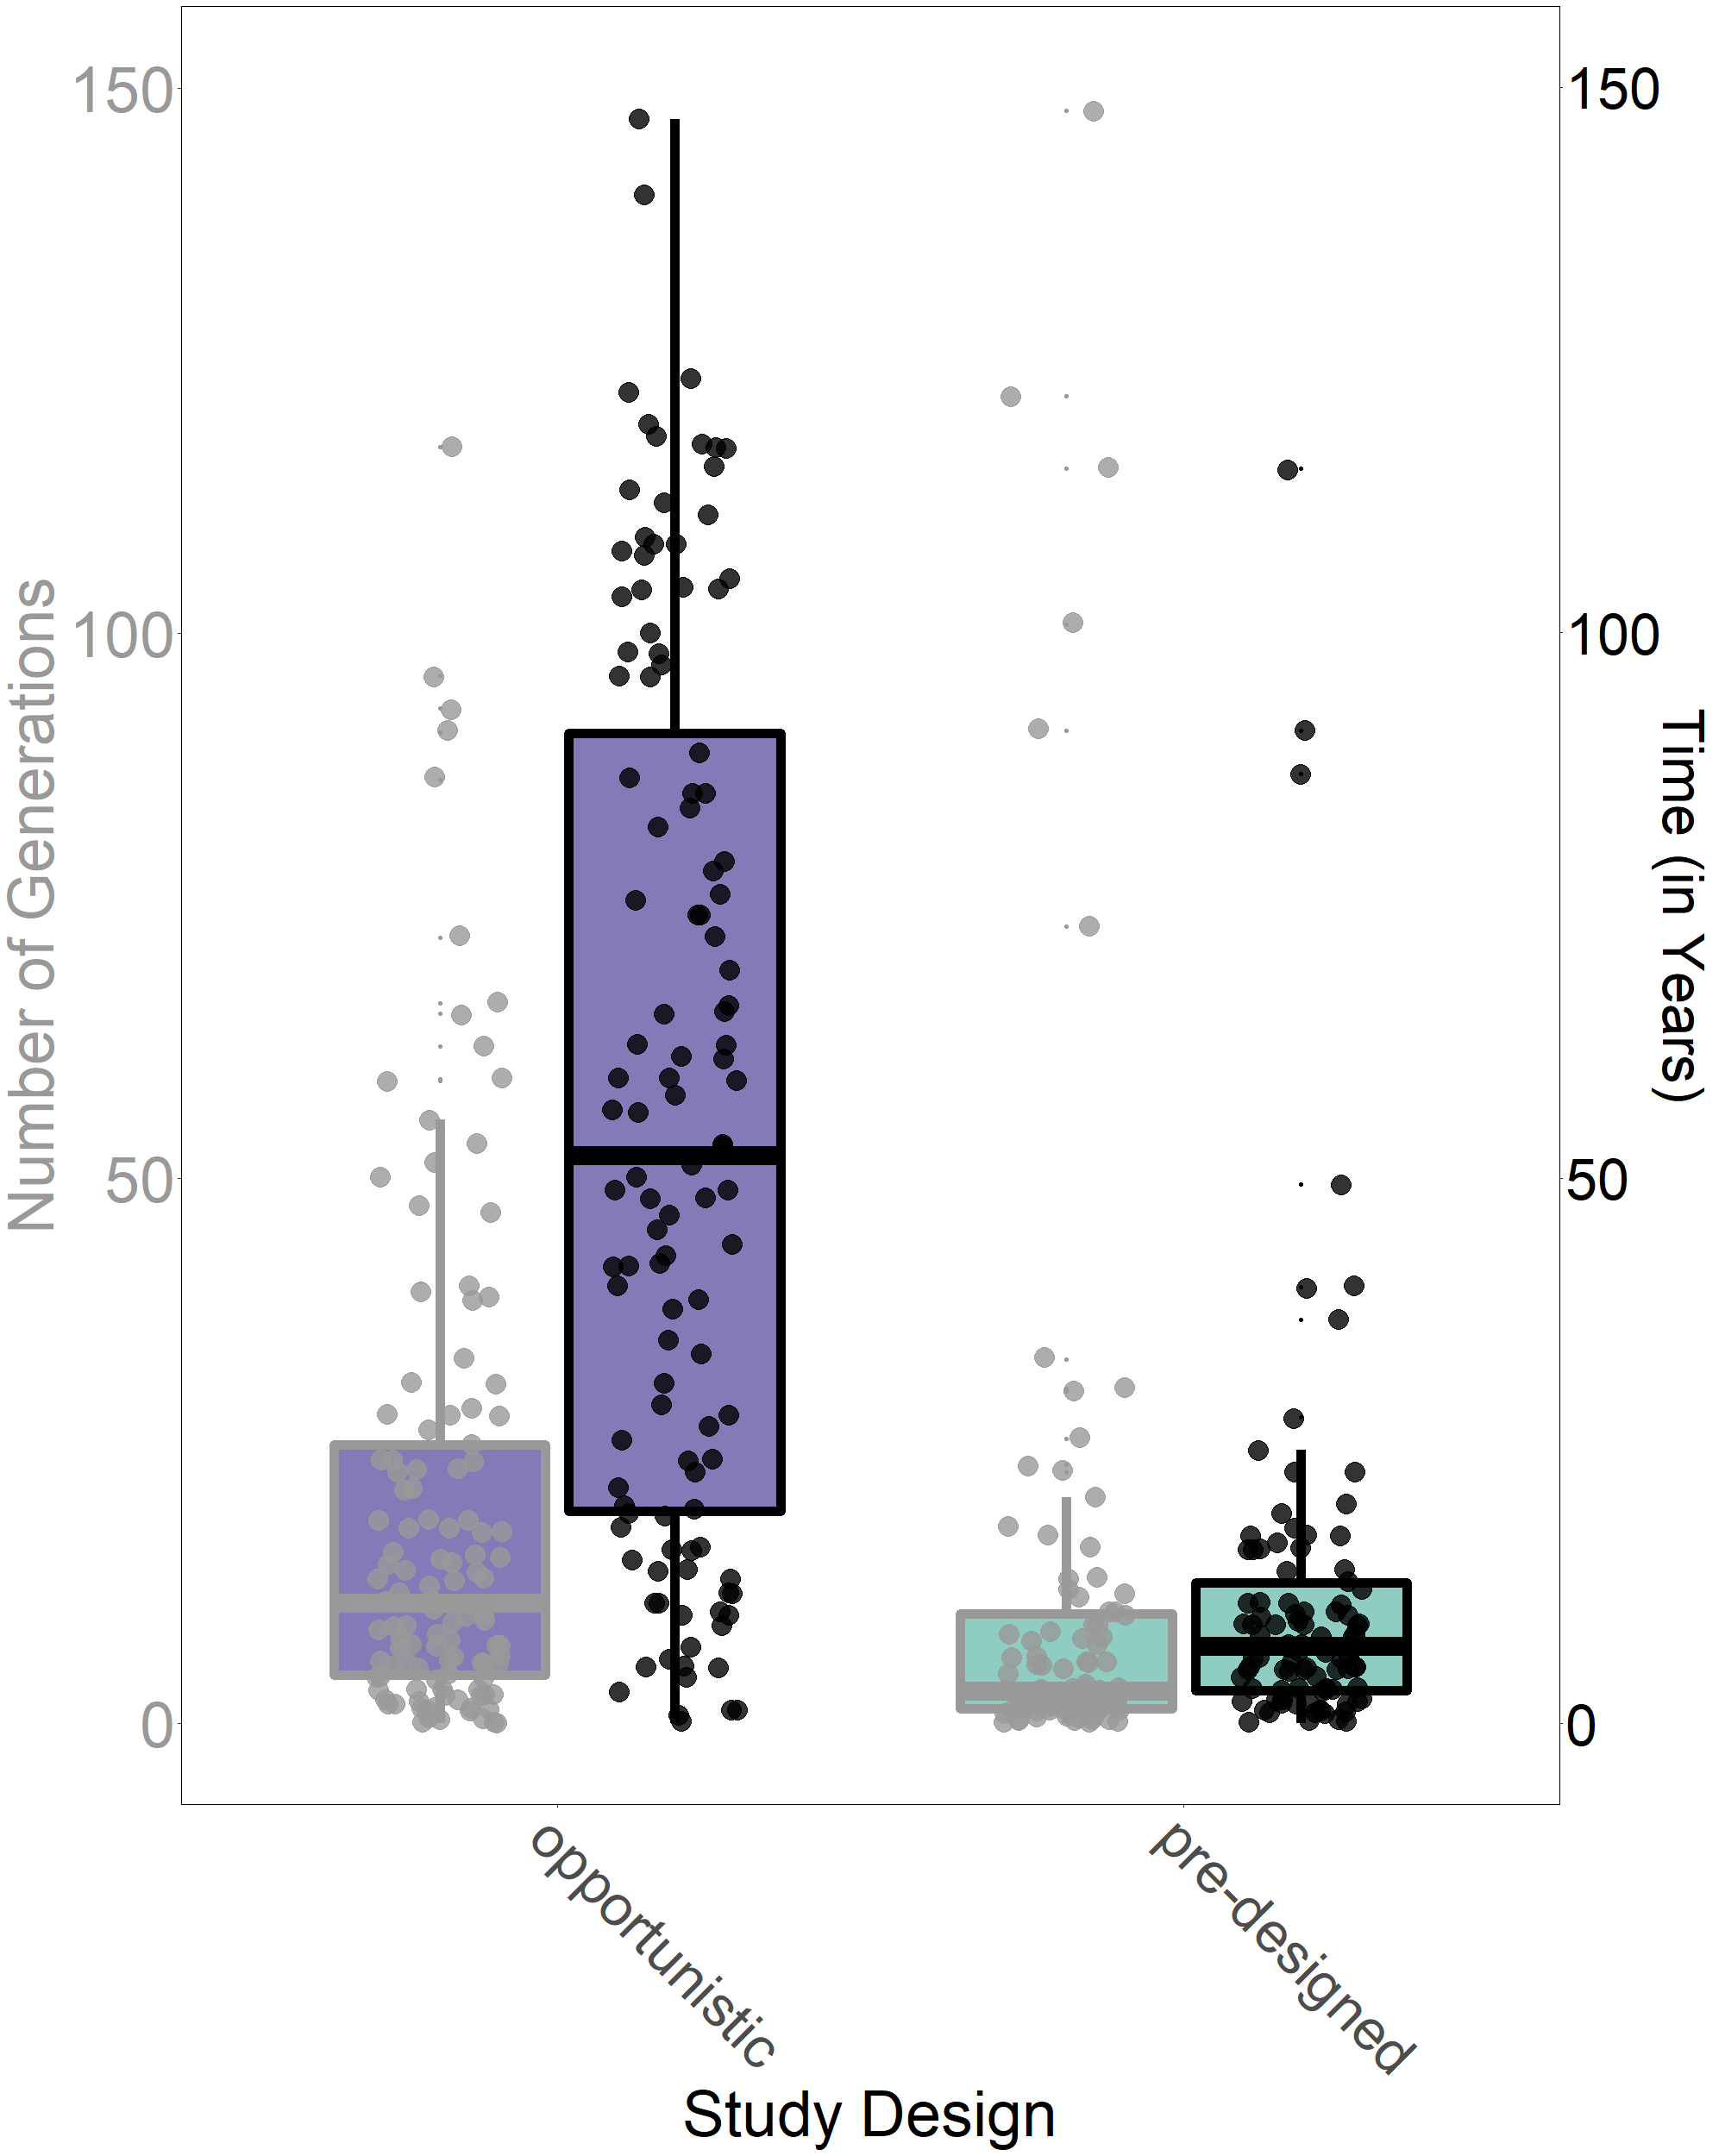 Number of Generations
150
100
50
0
150
100
50
0
Time (in Years)
opportunistic
pre-designed
Study Design